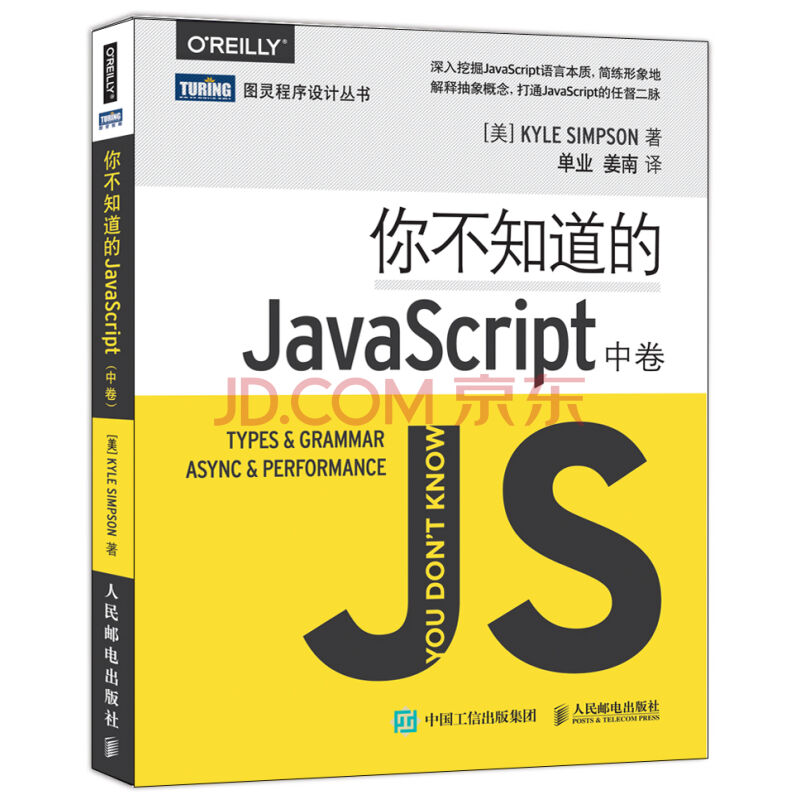 O'REILLY®
TURING 图灵程序设计丛书
深入挖掘JavaScript语言本质，简练形象地
解释抽象概念，打通JavaScript的任督二脉
[美] KYLE SIMPSON 著
单业 姜南 译
你不知道的
JavaScript 中卷
JD.COM 京东
TYPES & GRAMMAR
ASYNC & PERFORMANCE
JS
YOU DON'T KNOW
中国工信出版集团
人民邮电出版社
POSTS & TELECOM PRESS
O'REILLY®
TURING
你不知道的JavaScript（中卷）
[美] KYLE SIMPSON 著
人民邮电出版社